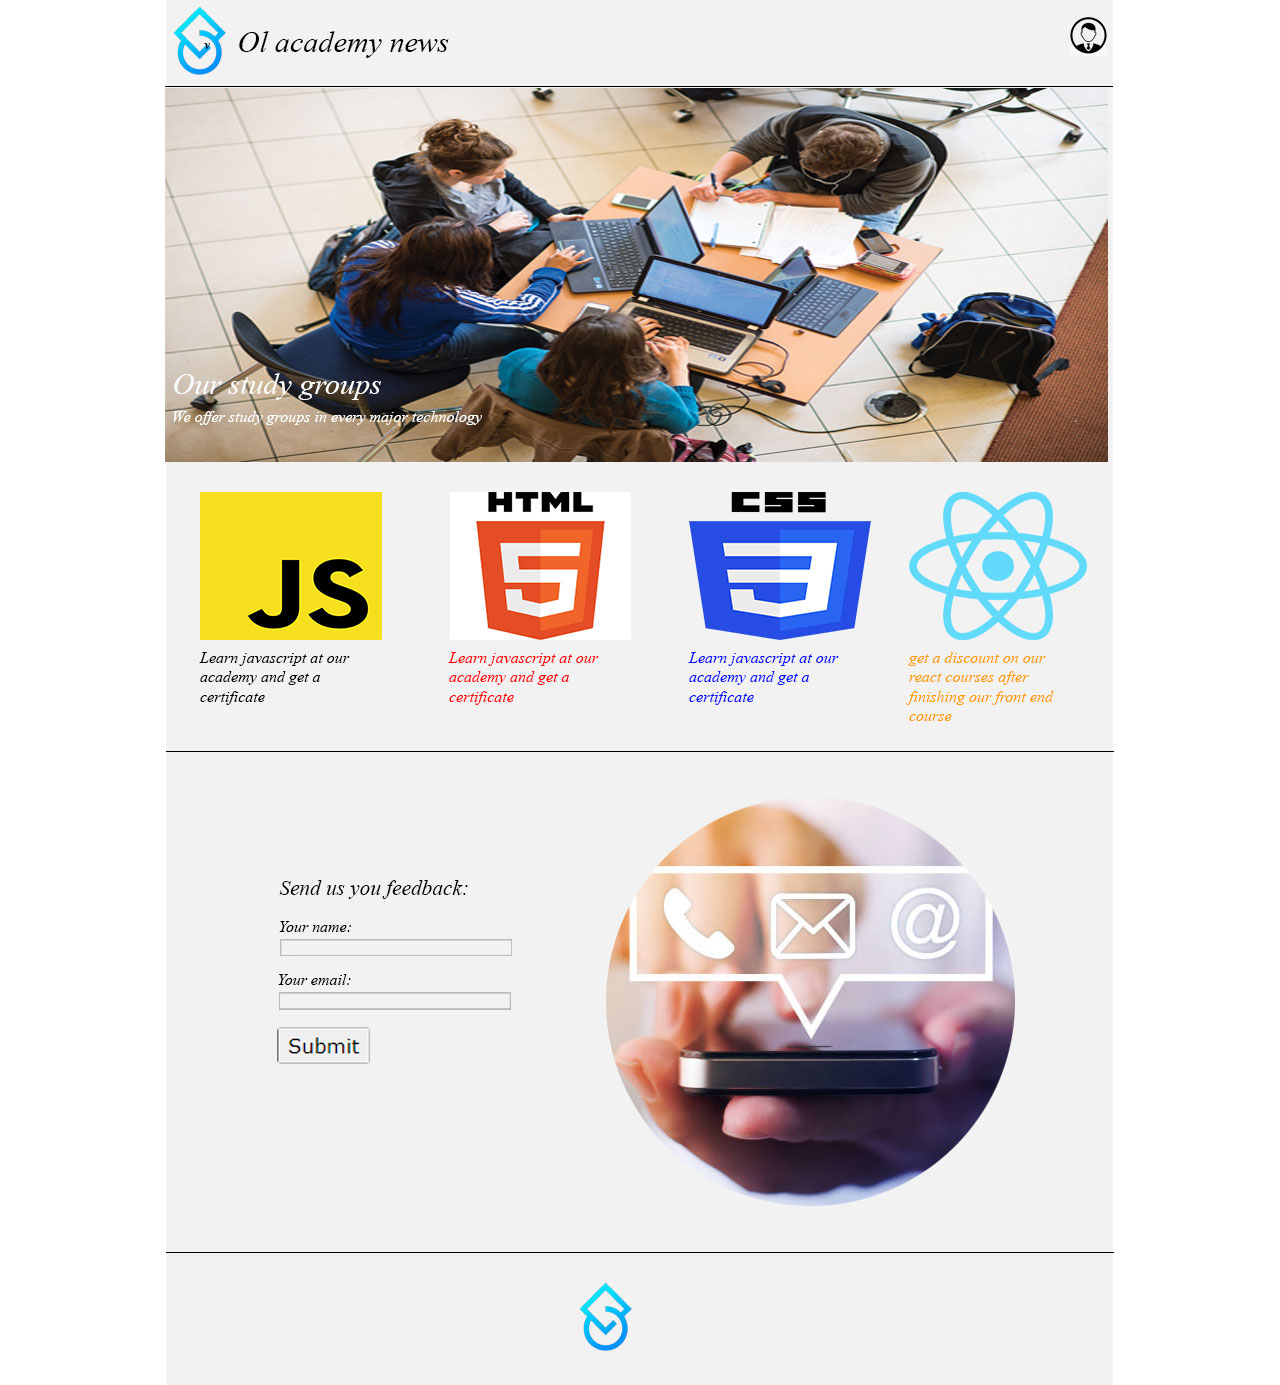 Ol academy news
Our study groups
We offer study groups in every major technology
HTML
CSS
JS
5
3
Learn javascript at our
academy and get a
certificate
Learn javascript at our
academy and get a
certificate
Learn javascript at our
academy and get a
certificate
get a discount on our
react courses after
finishing our front end
course
Send us you feedback:
Your name:
Your email:
Submit
@